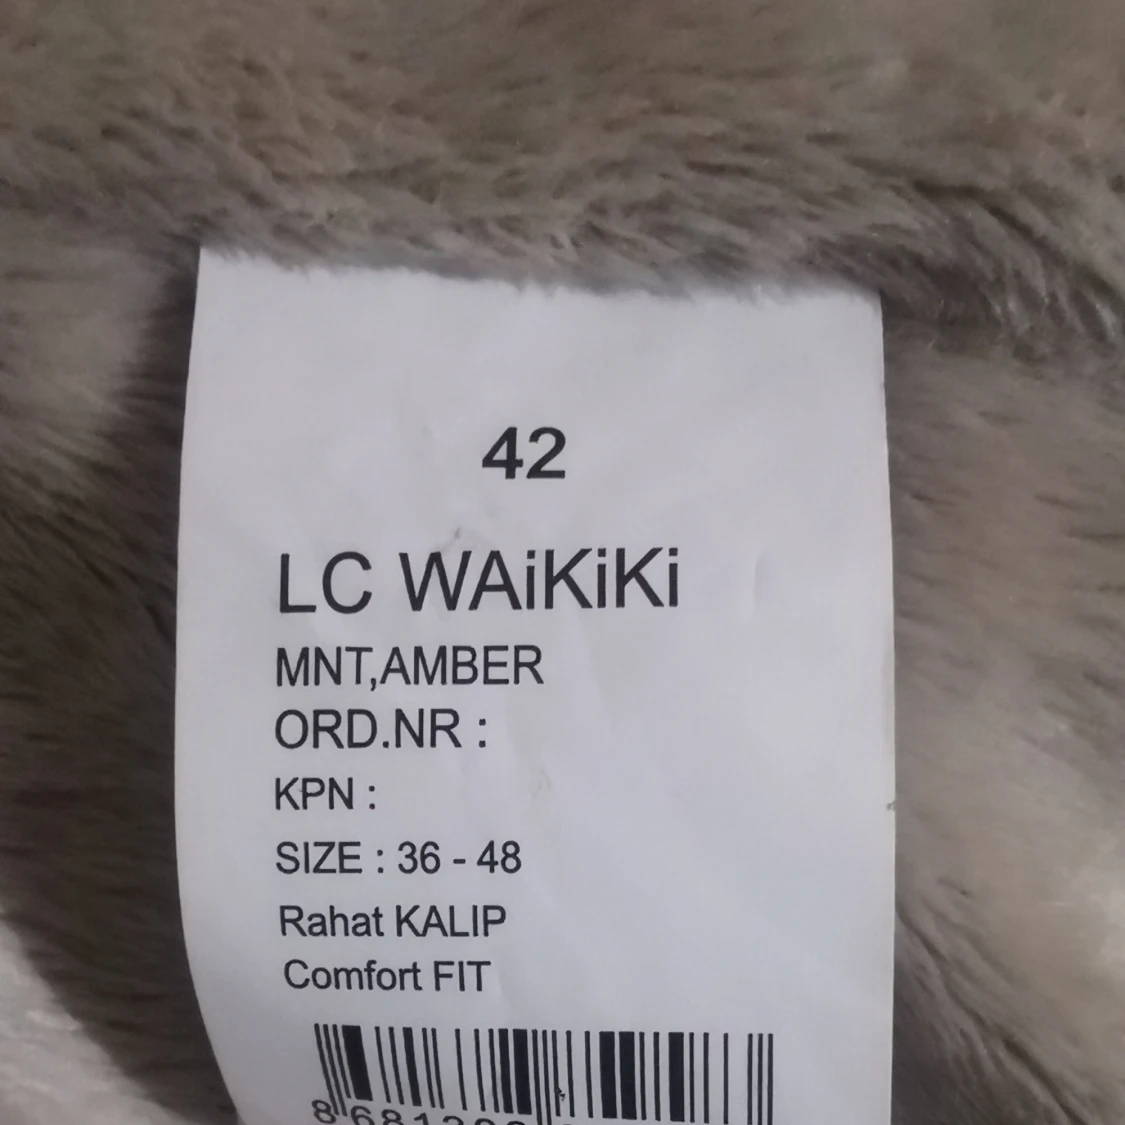 42
LC WAiKiKi
MNT,AMBER
ORD.NR :
KPN :
SIZE : 36 - 48
Rahat KALIP
Comfort FIT